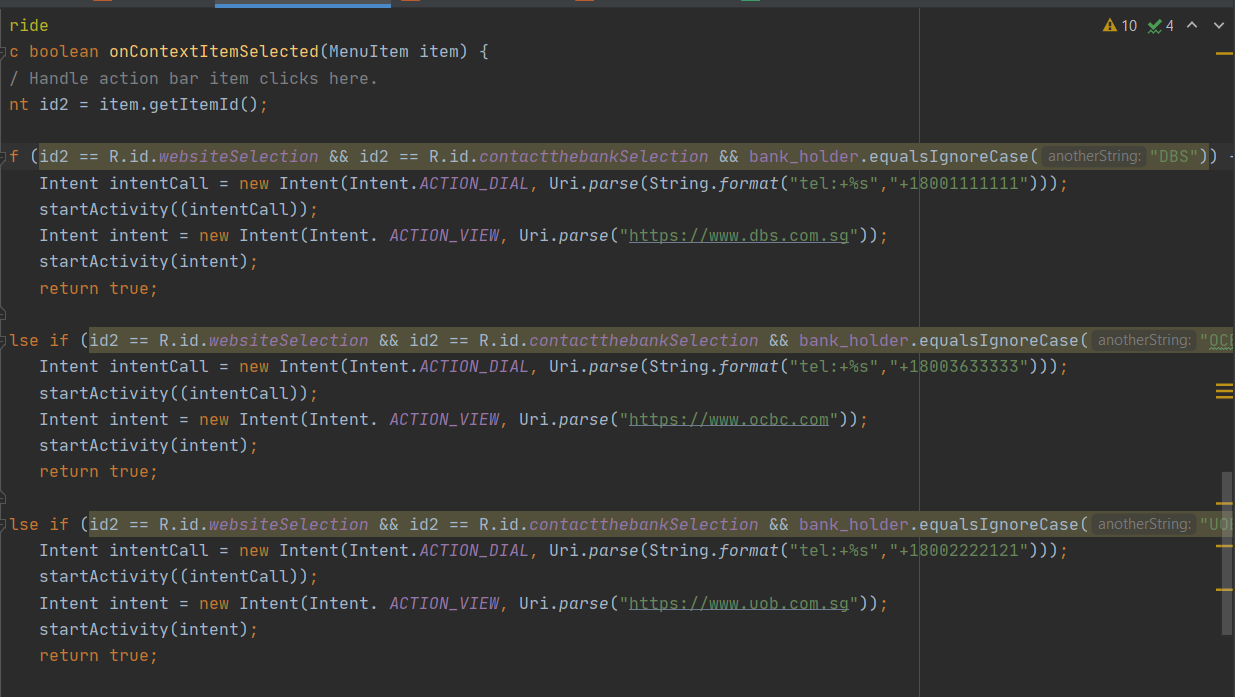 ride
10 4
c boolean onContextItemSelected(MenuItem item) {
/ Handle action bar item clicks here.
nt id2 = item.getItemId();
f (id2 == R.id.websiteSelection && id2 == R.id.contactthebankSelection && bank_holder.equalsIgnoreCase( anotherString: "DBS"))
Intent intentCall = new Intent(Intent.ACTION_DIAL, Uri.parse(String.format("tel:+%s","+18001111111")));
startActivity((intentCall));
Intent intent = new Intent(Intent. ACTION_VIEW, Uri.parse("https://www.dbs.com.sg"));
startActivity(intent);
return true;
lse if (id2 == R.id.websiteSelection && id2 == R.id.contactthebankSelection && bank_holder.equalsIgnoreCase( anotherString: "OCB
Intent intentCall = new Intent(Intent.ACTION_DIAL, Uri.parse(String.format("tel:+%s","+18003633333")));
startActivity((intentCall));
Intent intent = new Intent(Intent. ACTION_VIEW, Uri.parse("https://www.ocbc.com"));
startActivity(intent);
return true;
lse if (id2 == R.id.websiteSelection && id2 == R.id.contactthebankSelection && bank_holder.equalsIgnoreCase( anotherString: "UOB
Intent intentCall = new Intent(Intent.ACTION_DIAL, Uri.parse(String.format("tel:+%s","+18002222121")));
startActivity((intentCall));
Intent intent = new Intent(Intent. ACTION_VIEW, Uri.parse("https://www.uob.com.sg"));
startActivity(intent);
return true;